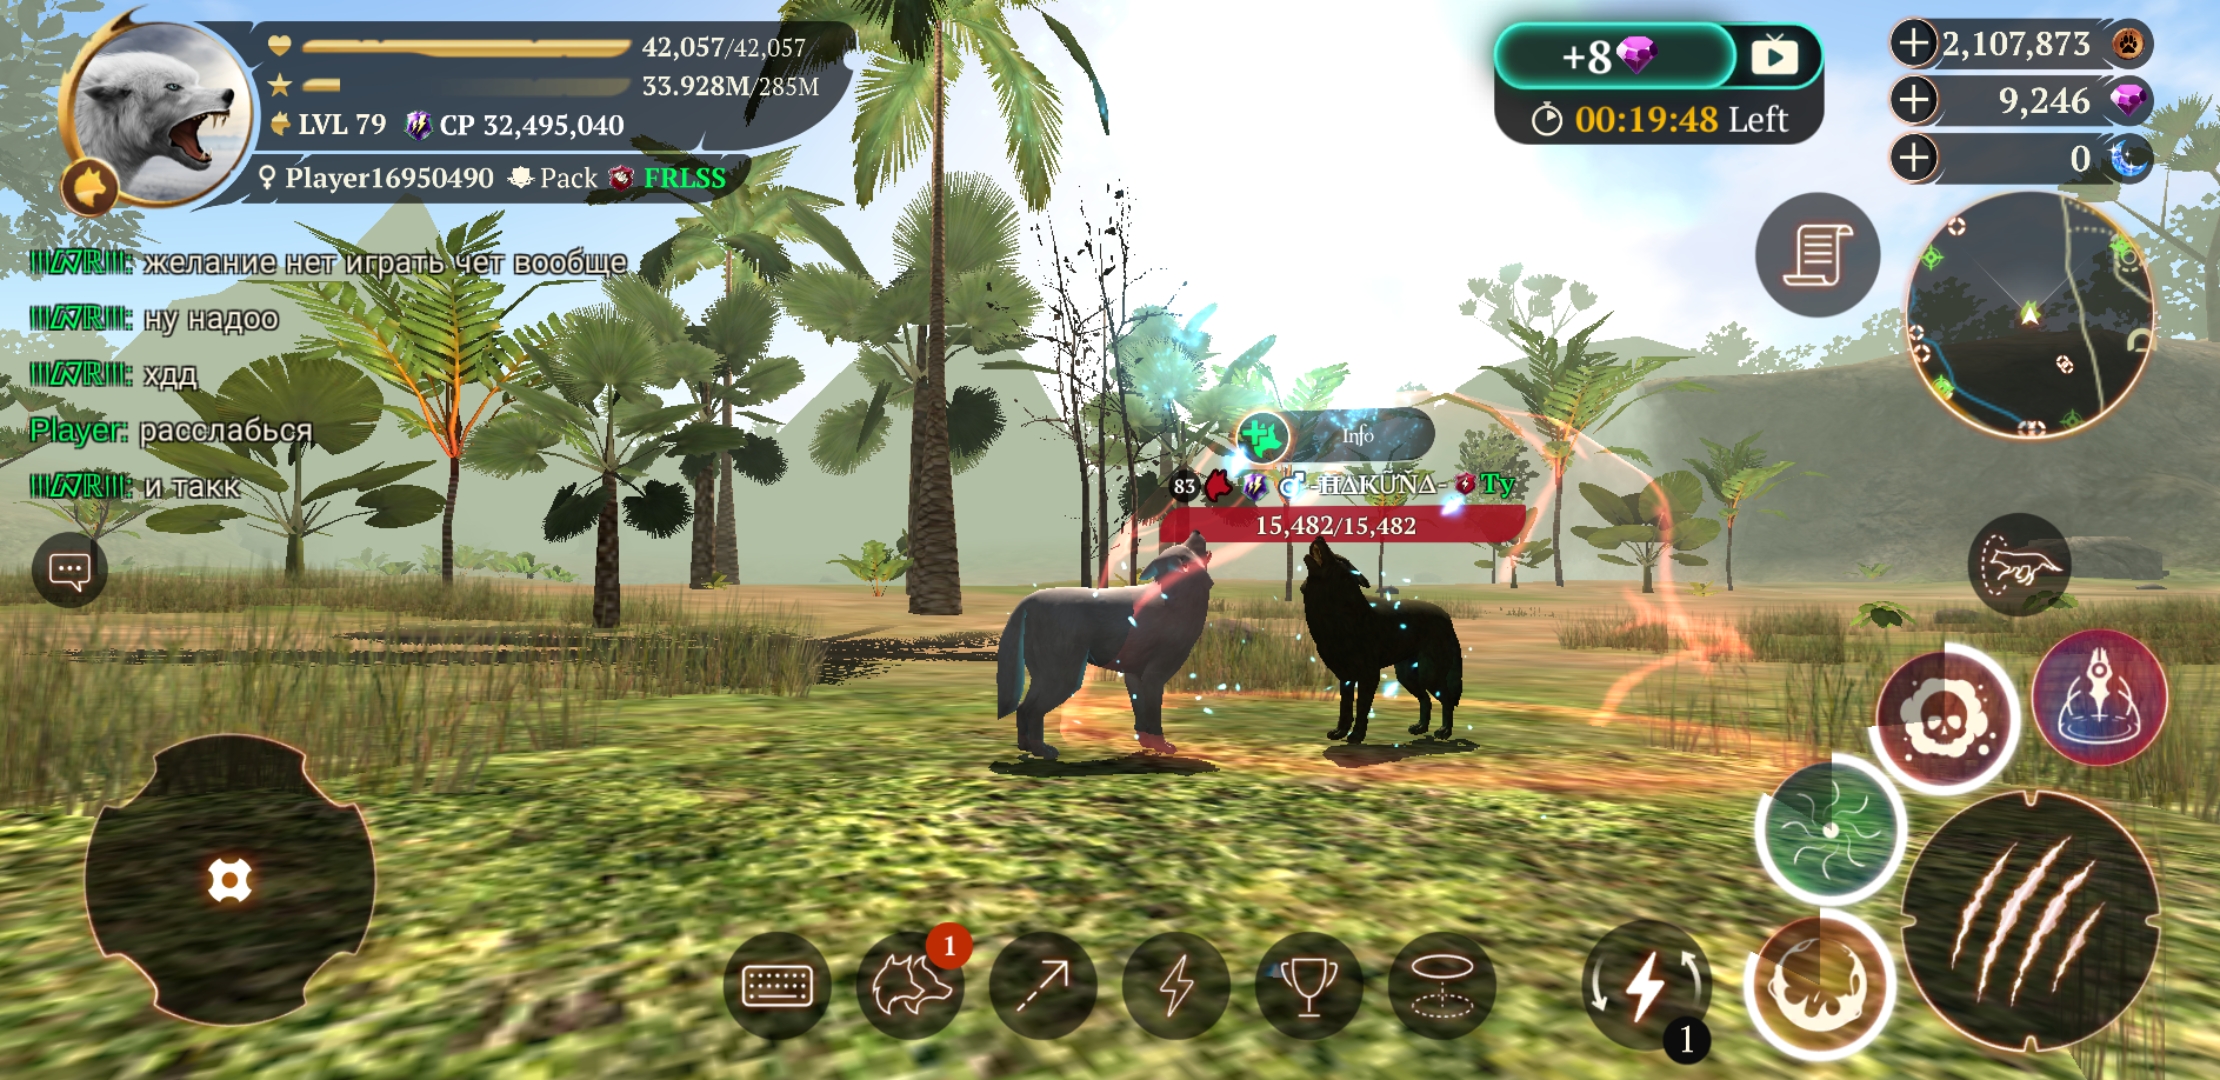 42,057/42,057
33.928M/285M
LVL 79 CP 32,495,040
Player16950490 Pack FRLSS
+8
00:19:48 Left
2,107,873
9,246
0
желание нет играть чет вообще
ну надоо
хдд
Player: расслабься
и такк
Info
83 -ĦΔҜŨÑΔ- Ty
15,482/15,482
1
1